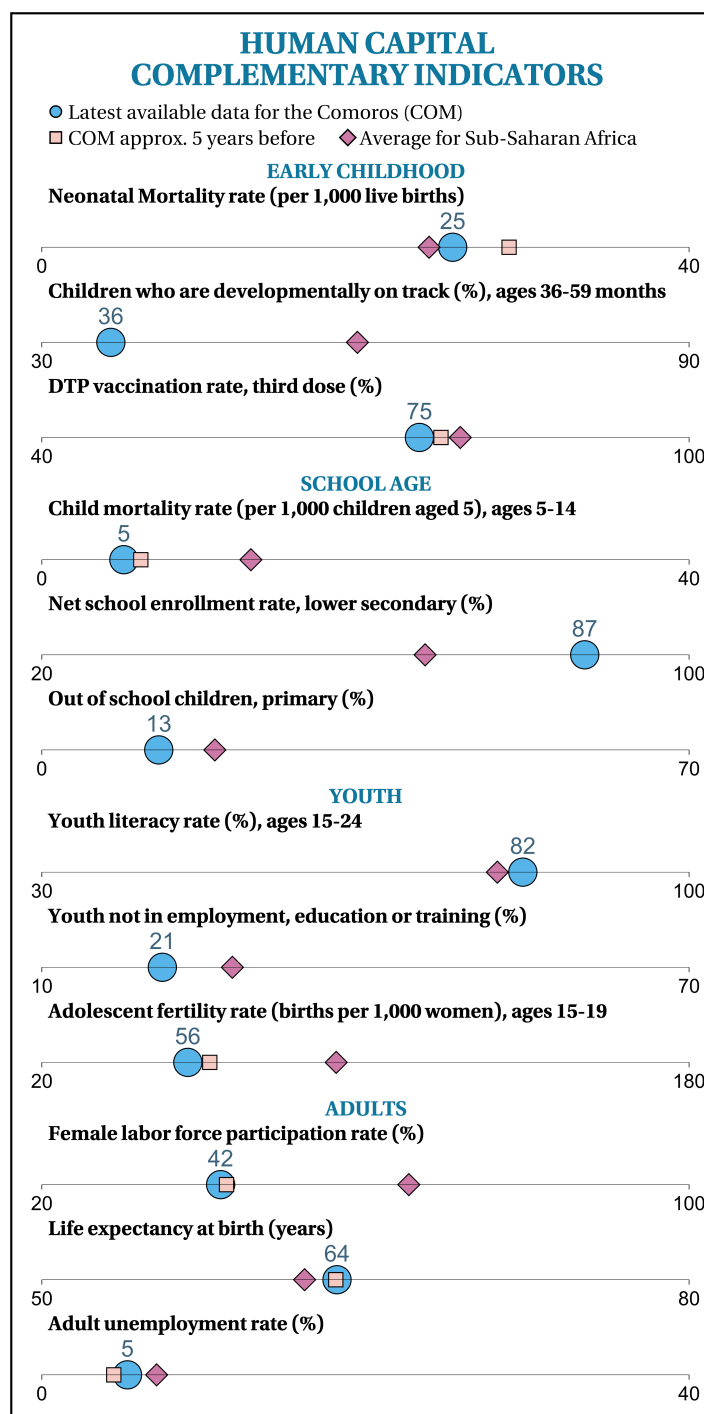 HUMAN CAPITAL
COMPLEMENTARY INDICATORS
Latest available data for the Comoros (COM)
COM approx. 5 years before Average for Sub-Saharan Africa
EARLY CHILDHOOD
Neonatal Mortality rate (per 1,000 live births)
25
0 40
Children who are developmentally on track (%), ages 36-59 months
36
30 90
DTP vaccination rate, third dose (%)
75
40 100
SCHOOL AGE
Child mortality rate (per 1,000 children aged 5), ages 5-14
5
0 40
Net school enrollment rate, lower secondary (%)
87
20 100
Out of school children, primary (%)
13
0 70
YOUTH
Youth literacy rate (%), ages 15-24
82
30 100
Youth not in employment, education or training (%)
21
10 70
Adolescent fertility rate (births per 1,000 women), ages 15-19
56
20 180
ADULTS
Female labor force participation rate (%)
42
20 100
Life expectancy at birth (years)
64
50 80
Adult unemployment rate (%)
5
0 40